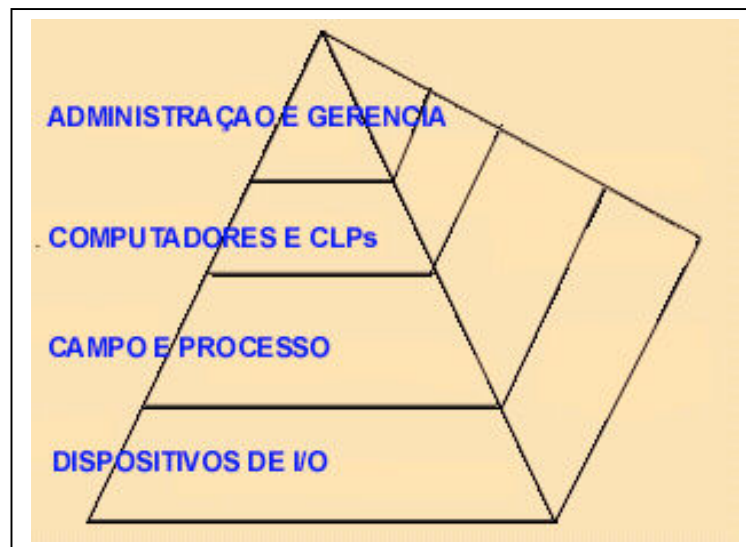 ADMINISTRAÇAO E GERENCIA
COMPUTADORES E CLPs
CAMPO E PROCESSO
DISPOSITIVOS DE I/O